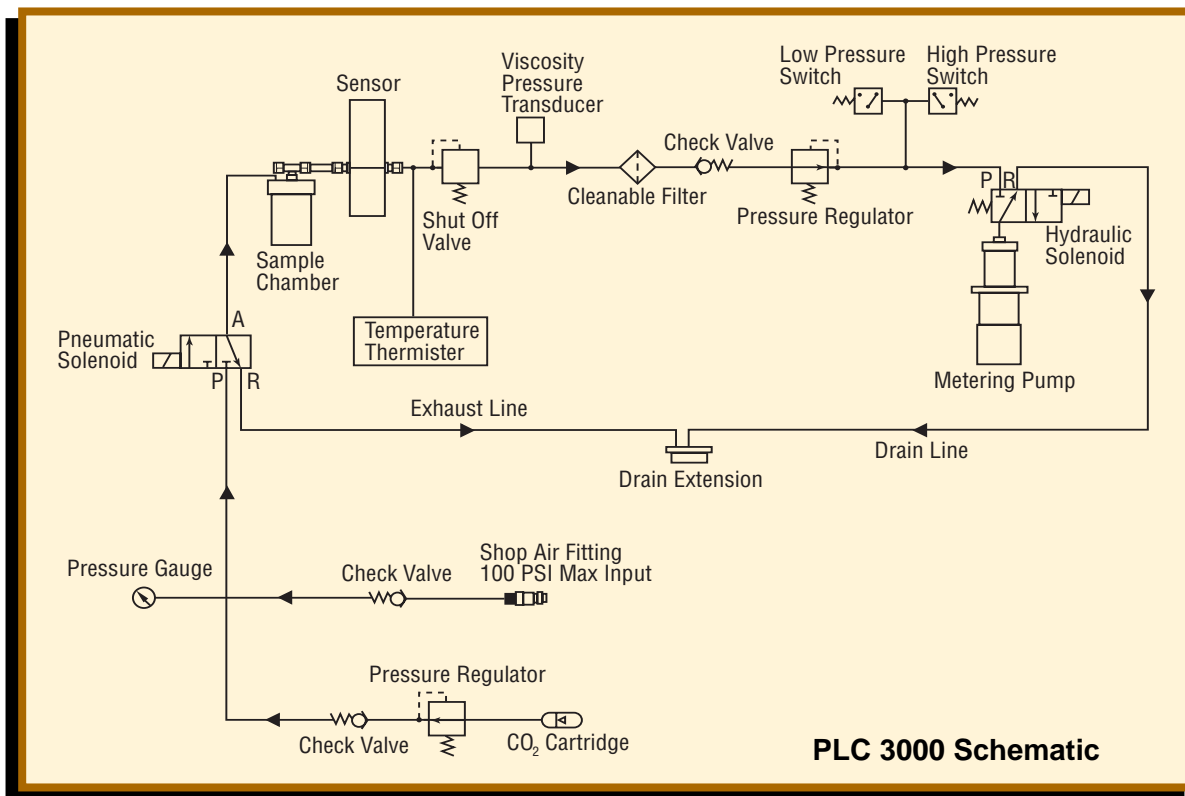 Low Pressure
Switch
High Pressure
Switch
Viscosity
Pressure
Transducer
Sensor
Check Valve
Cleanable Filter
Pressure Regulator
P R
Hydraulic
Solenoid
Shut Off
Valve
Sample
Chamber
A
Pneumatic
Solenoid
Temperature
Thermister
P R
Metering Pump
Exhaust Line
Drain Line
Drain Extension
Pressure Gauge
Check Valve
Shop Air Fitting
100 PSI Max Input
Pressure Regulator
Check Valve
CO₂ Cartridge
PLC 3000 Schematic